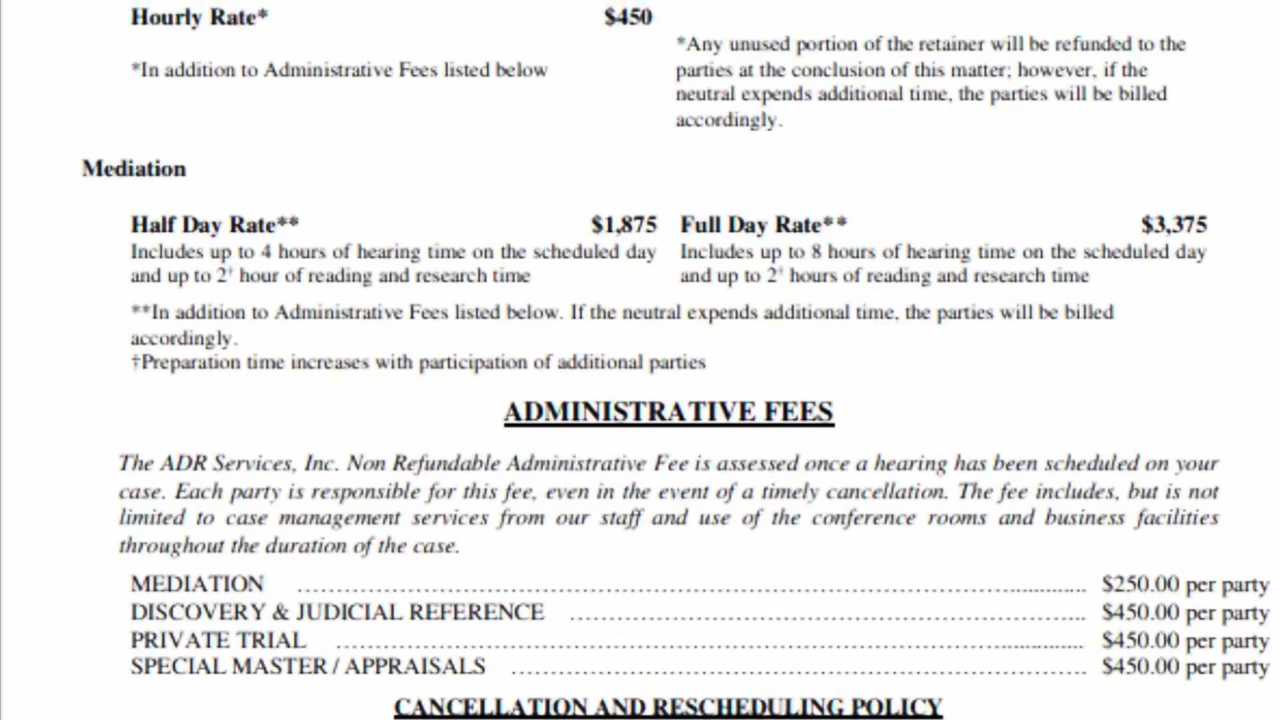 Hourly Rate* $450
*In addition to Administrative Fees listed below
*Any unused portion of the retainer will be refunded to the
parties at the conclusion of this matter; however, if the
neutral expends additional time, the parties will be billed
accordingly.
Mediation
Half Day Rate** $1,875
Includes up to 4 hours of hearing time on the scheduled day
and up to 2† hour of reading and research time
Full Day Rate** $3,375
Includes up to 8 hours of hearing time on the scheduled day
and up to 2† hours of reading and research time
**In addition to Administrative Fees listed below. If the neutral expends additional time, the parties will be billed
accordingly.
†Preparation time increases with participation of additional parties
ADMINISTRATIVE FEES
The ADR Services, Inc. Non Refundable Administrative Fee is assessed once a hearing has been scheduled on your
case. Each party is responsible for this fee, even in the event of a timely cancellation. The fee includes, but is not
limited to case management services from our staff and use of the conference rooms and business facilities
throughout the duration of the case.
MEDIATION ........................................ $250.00 per party
DISCOVERY & JUDICIAL REFERENCE ........................................ $450.00 per party
PRIVATE TRIAL ........................................ $450.00 per party
SPECIAL MASTER / APPRAISALS ........................................ $450.00 per party
CANCELLATION AND RESCHEDULING POLICY